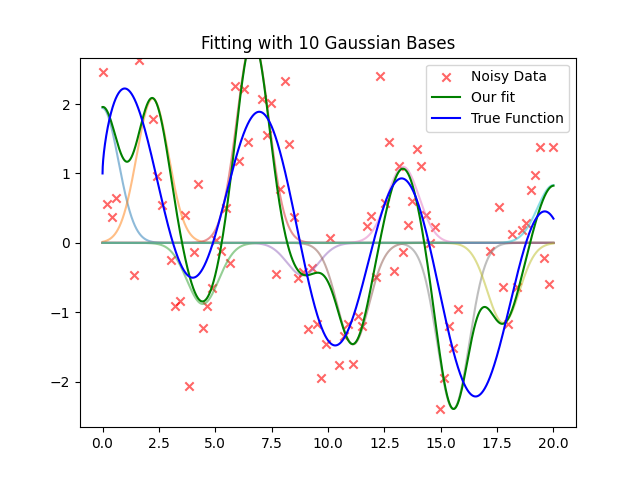 Fitting with 10 Gaussian Bases
Noisy Data
Our fit
True Function
2
1
0
−1
−2
0.0 2.5 5.0 7.5 10.0 12.5 15.0 17.5 20.0